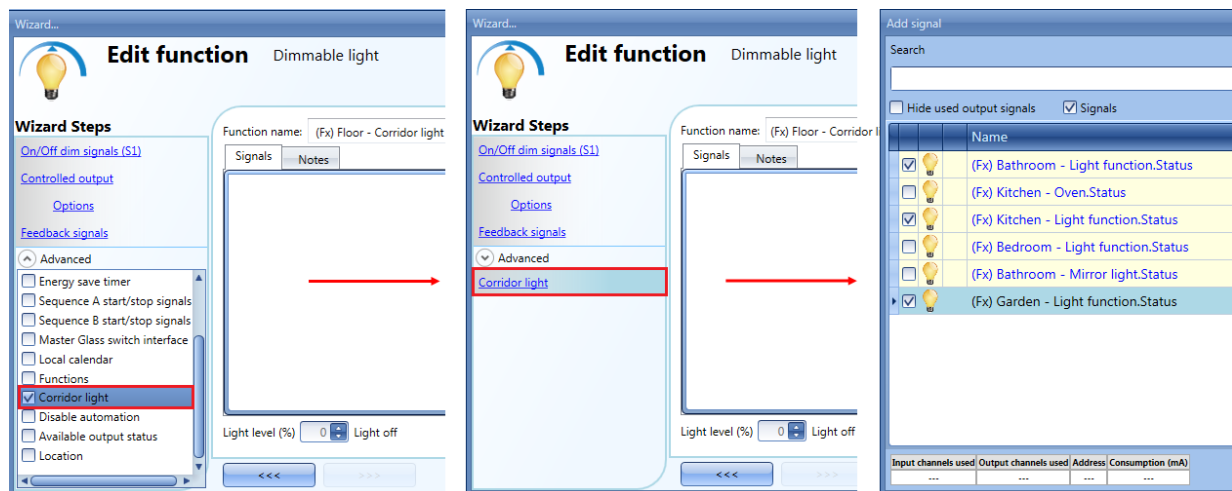 Wizard...
Edit function Dimmable light
Wizard Steps
On/Off dim signals (S1)
Controlled output
Options
Feedback signals
Advanced
Energy save timer
Sequence A start/stop signals
Sequence B start/stop signals
Master Glass switch interface
Local calendar
Functions
Corridor light
Disable automation
Available output status
Location
Function name: (Fx) Floor - Corridor light
Signals Notes
Light level (%) 0 Light off
<<< >>>
Wizard...
Edit function Dimmable light
Wizard Steps
On/Off dim signals (S1)
Controlled output
Options
Feedback signals
Advanced
Corridor light
Function name: (Fx) Floor - Corridor li
Signals Notes
Light level (%) 0 Light off
<<< >>>
Add signal
Search
Hide used output signals Signals
Name
(Fx) Bathroom - Light function.Status
(Fx) Kitchen - Oven.Status
(Fx) Kitchen - Light function.Status
(Fx) Bedroom - Light function.Status
(Fx) Bathroom - Mirror light.Status
(Fx) Garden - Light function.Status
Input channels used Output channels used Address Consumption (mA)
--- --- --- ---